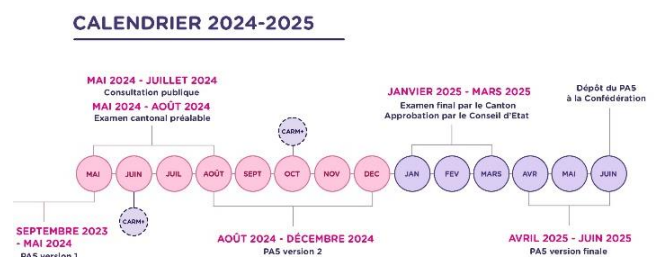 CALENDRIER 2024-2025
MAI 2024 - JUILLET 2024
Consultation publique
MAI 2024 - AOÛT 2024
Examen cantonal préalable
CARM+
JANVIER 2025 - MARS 2025
Examen final par le Canton
Approbation par le Conseil d'Etat
Dépôt du PA5
à la Confédération
MAI JUIN JUIL AOÛT SEPT OCT NOV DEC JAN FEV MARS AVR MAI JUIN
CARM+
SEPTEMBRE 2023
- MAI 2024
PA5 version 1
AOÛT 2024 - DÉCEMBRE 2024
PA5 version 2
AVRIL 2025 - JUIN 2025
PA5 version finale